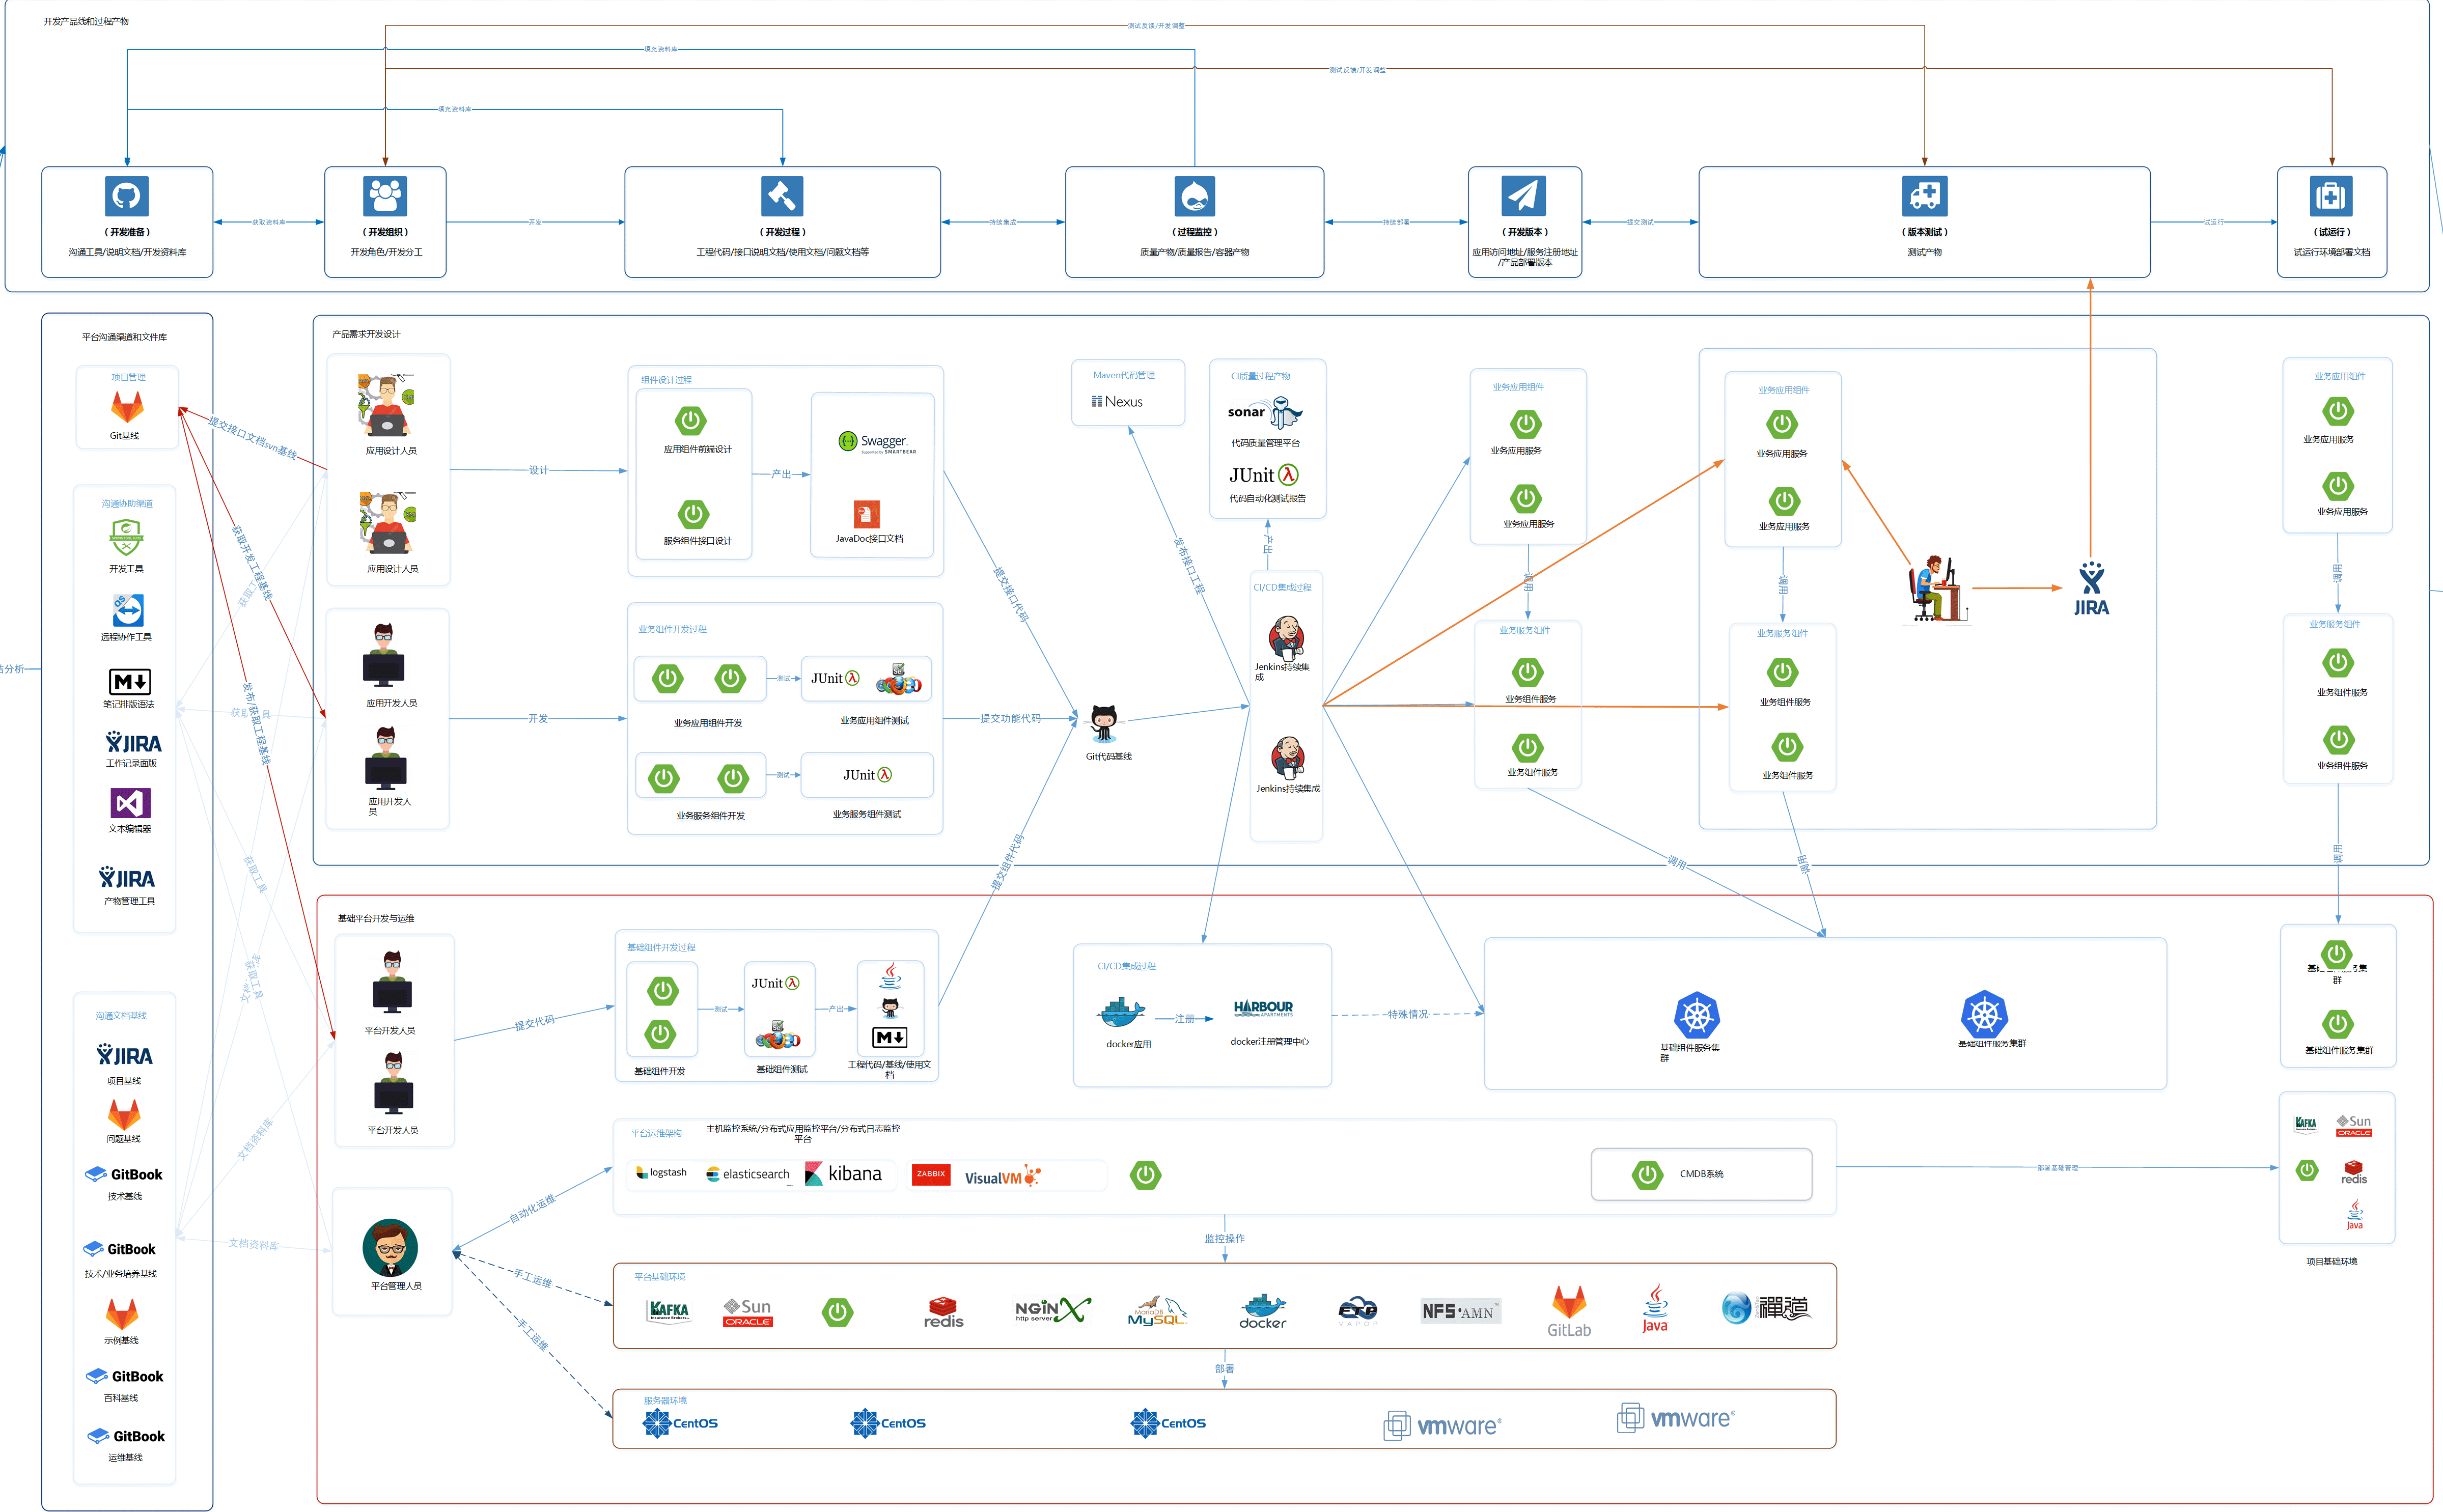 开发产品线和过程产物
测试反馈/开发调整
填充资料库
测试反馈/开发调整
填充资料库
（开发准备）
沟通工具/说明文档/开发资料库
获取资料库
（开发组织）
开发角色/开发分工
开发
（开发过程）
工程代码/接口说明文档/使用文档/问题文档等
持续集成
（过程监控）
质量产物/质量报告/容器产物
持续部署
（开发版本）
应用访问地址/服务注册地址
/产品部署版本
提交测试
（版本测试）
测试产物
试运行
（试运行）
试运行环境部署文档
平台沟通渠道和文件库
项目管理
Git基线
沟通协助渠道
开发工具
远程协作工具
笔记排版语法
JIRA
工作记录面版
文本编辑器
JIRA
产物管理工具
沟通文档基线
JIRA
项目基线
问题基线
GitBook
技术基线
GitBook
技术/业务培养基线
示例基线
GitBook
百科基线
GitBook
运维基线
提交接口文档svn基线
获取开发工程基线
发布/获取工程基线
获取工具
获取工具
文档资料库
文档资料库
产品需求开发设计
应用设计人员
应用设计人员
设计
组件设计过程
应用组件前端设计
服务组件接口设计
产出
Swagger
Supported by SMARTBEAR
JavaDoc接口文档
应用开发人员
应用开发人
员
开发
业务组件开发过程
测试
JUnit
业务应用组件开发
业务应用组件测试
测试
JUnit
业务服务组件开发
业务服务组件测试
提交接口代码
提交功能代码
提交组件代码
Git代码基线
Maven代码管理
Nexus
发布接口工程
CI质量过程产物
sonar
代码质量管理平台
JUnit
代码自动化测试报告
产出
CI/CD集成过程
Jenkins持续集
成
Jenkins持续集成
业务应用组件
业务应用服务
业务应用服务
调用
业务服务组件
业务组件服务
业务组件服务
调用
业务应用组件
业务应用服务
业务应用服务
调用
业务服务组件
业务组件服务
业务组件服务
调用
JIRA
业务应用组件
业务应用服务
业务应用服务
调用
业务服务组件
业务组件服务
业务组件服务
调用
基础平台开发与运维
平台开发人员
平台开发人员
提交代码
基础组件开发过程
基础组件开发
测试
JUnit
基础组件测试
产出
工程代码/基线/使用文
档
CI/CD集成过程
docker应用
注册
HARBOUR
APARTMENTS
docker注册管理中心
特殊情况
基础组件服务集
群
基础组件服务集群
群
基础组件服务集群
平台管理人员
自动化运维
手工运维
手工运维
平台运维架构
主机监控系统/分布式应用监控平台/分布式日志监控
平台
logstash
elasticsearch
kibana
ZABBIX
VisualVM
CMDB系统
部署基础管理
KAFKA
Sun
ORACLE
redis
Java
项目基础环境
监控操作
平台基础环境
KAFKA
Sun
ORACLE
redis
NGiNX
http server
MariaDB
MySQL
docker
FTP
VAPOR
NFS·AMN
GitLab
Java
禅道
部署
服务器环境
CentOS
CentOS
CentOS
vmware
vmware